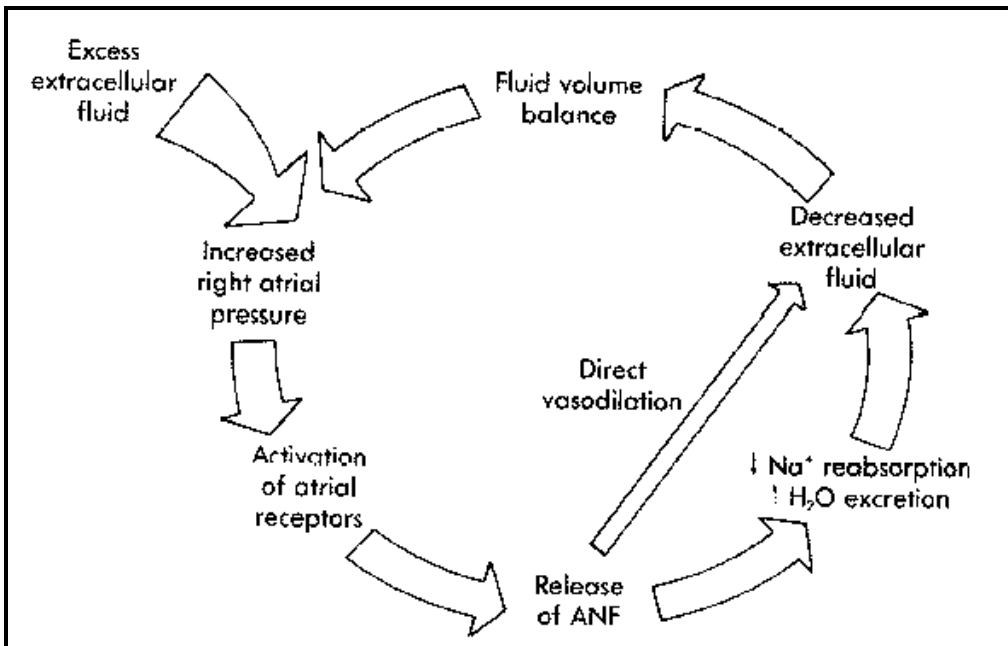 Excess
extracellular
fluid
Fluid volume
balance
Increased
right atrial
pressure
Decreased
extracellular
fluid
Direct
vasodilation
Activation
of atrial
receptors
↓ Na⁺ reabsorption
↑ H₂O excretion
Release
of ANF